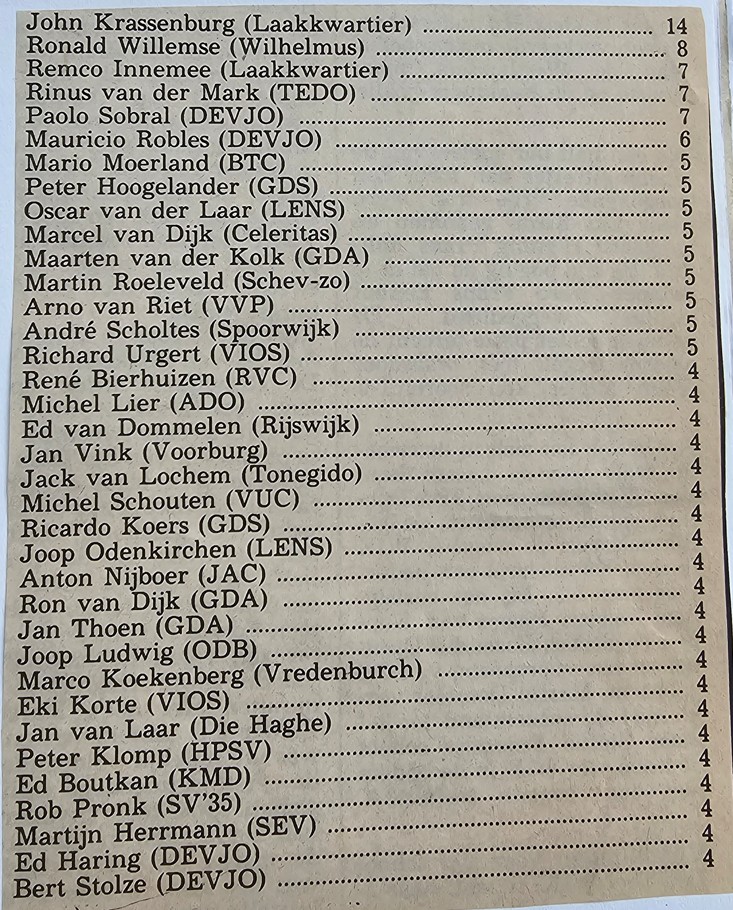 John Krassenburg (Laakkwartier) ........................................ 14
Ronald Willemse (Wilhelmus) ........................................ 8
Remco Innemee (Laakkwartier) ........................................ 7
Rinus van der Mark (TEDO) ........................................ 7
Paolo Sobral (DEVJO) ........................................ 7
Mauricio Robles (DEVJO) ........................................ 6
Mario Moerland (BTC) ........................................ 5
Peter Hoogelander (GDS) ........................................ 5
Oscar van der Laar (LENS) ........................................ 5
Marcel van Dijk (Celeritas) ........................................ 5
Maarten van der Kolk (GDA) ........................................ 5
Martin Roeleveld (Schev-zo) ........................................ 5
Arno van Riet (VVP) ........................................ 5
André Scholtes (Spoorwijk) ........................................ 5
Richard Urgert (VIOS) ........................................ 5
René Bierhuizen (RVC) ........................................ 4
Michel Lier (ADO) ........................................ 4
Ed van Dommelen (Rijswijk) ........................................ 4
Jan Vink (Voorburg) ........................................ 4
Jack van Lochem (Tonegido) ........................................ 4
Michel Schouten (VUC) ........................................ 4
Ricardo Koers (GDS) ........................................ 4
Joop Odenkirchen (LENS) ........................................ 4
Anton Nijboer (JAC) ........................................ 4
Ron van Dijk (GDA) ........................................ 4
Jan Thoen (GDA) ........................................ 4
Joop Ludwig (ODB) ........................................ 4
Marco Koekenberg (Vredenburch) ........................................ 4
Eki Korte (VIOS) ........................................ 4
Jan van Laar (Die Haghe) ........................................ 4
Peter Klomp (HPSV) ........................................ 4
Ed Boutkan (KMD) ........................................ 4
Rob Pronk (SV'35) ........................................ 4
Martijn Herrmann (SEV) ........................................ 4
Ed Haring (DEVJO) ........................................ 4
Bert Stolze (DEVJO) ........................................ 4